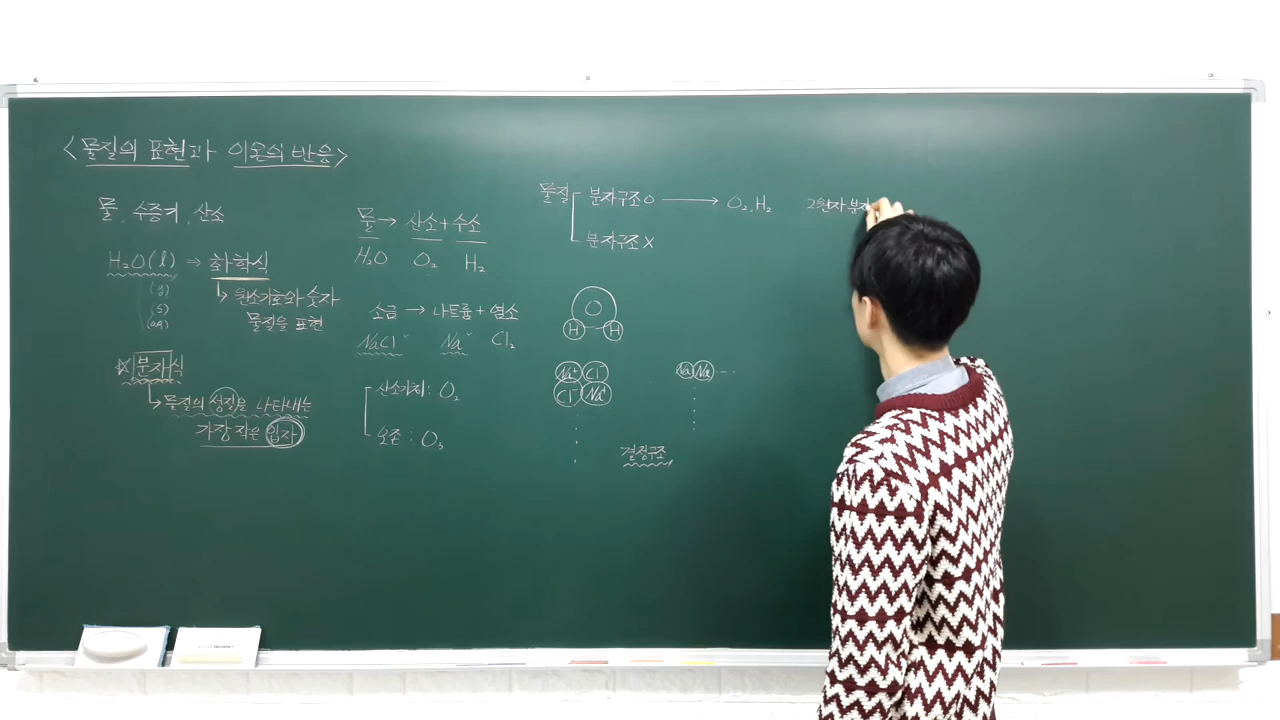 <물질의 표현과 이온의 반응>
물, 수증기, 산소
H₂O(l) ⇒ 화학식
(g)
(s)
(aq)
↳ 원소기호와 숫자
물질을 표현
☆분자식
↳ 물질의 성질을 나타내는
가장 작은 입자
물 → 산소+수소
H₂O O₂ H₂
소금 → 나트륨+염소
NaCl Na Cl₂
산소기체: O₂
오존: O₃
물질 분자구조 O → O₂, H₂ 2원자 분자
분자구조 X
O
H H
Na⁺ Cl⁻
Cl⁻ Na⁺
Na Na ...
결정구조